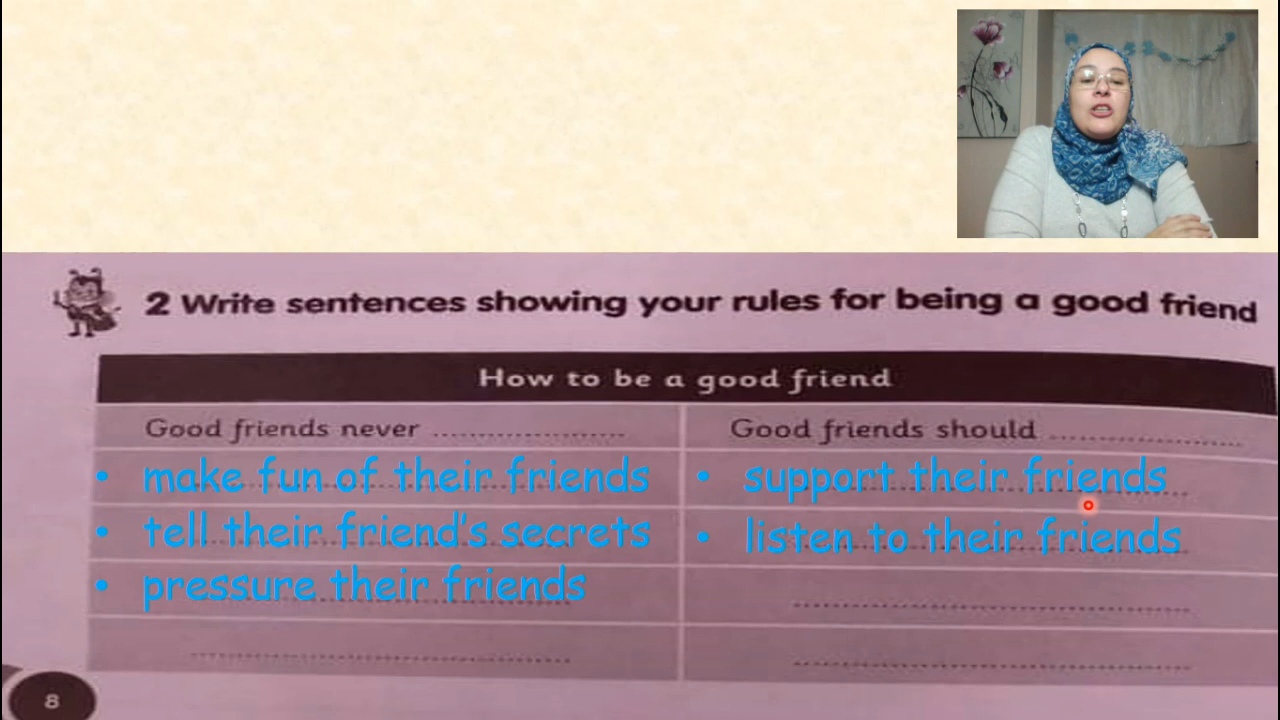 2 Write sentences showing your rules for being a good friend
How to be a good friend
Good friends never ......................
Good friends should ......................
• make fun of their friends
• support their friends
• tell their friend's secrets
• listen to their friends
• pressure their friends
8